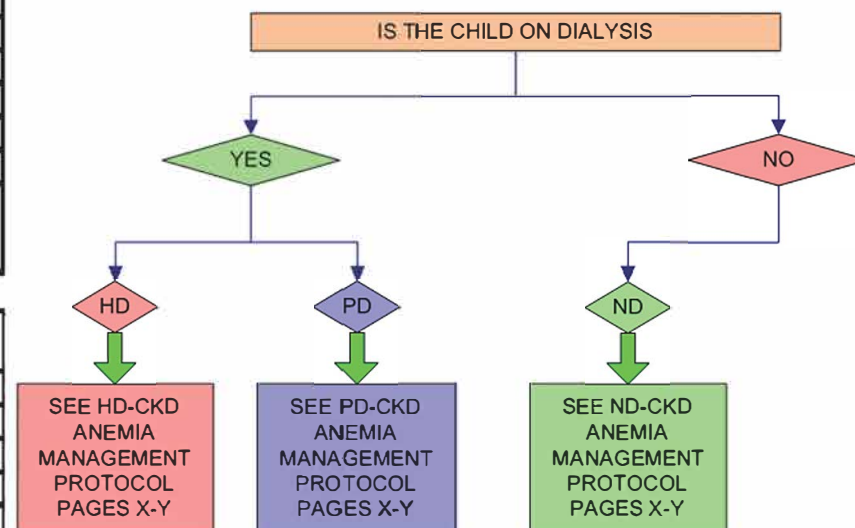 IS THE CHILD ON DIALYSIS
YES
NO
HD
PD
ND
SEE HD-CKD
ANEMIA
MANAGEMENT
PROTOCOL
PAGES X-Y
SEE PD-CKD
ANEMIA
MANAGEMENT
PROTOCOL
PAGES X-Y
SEE ND-CKD
ANEMIA
MANAGEMENT
PROTOCOL
PAGES X-Y